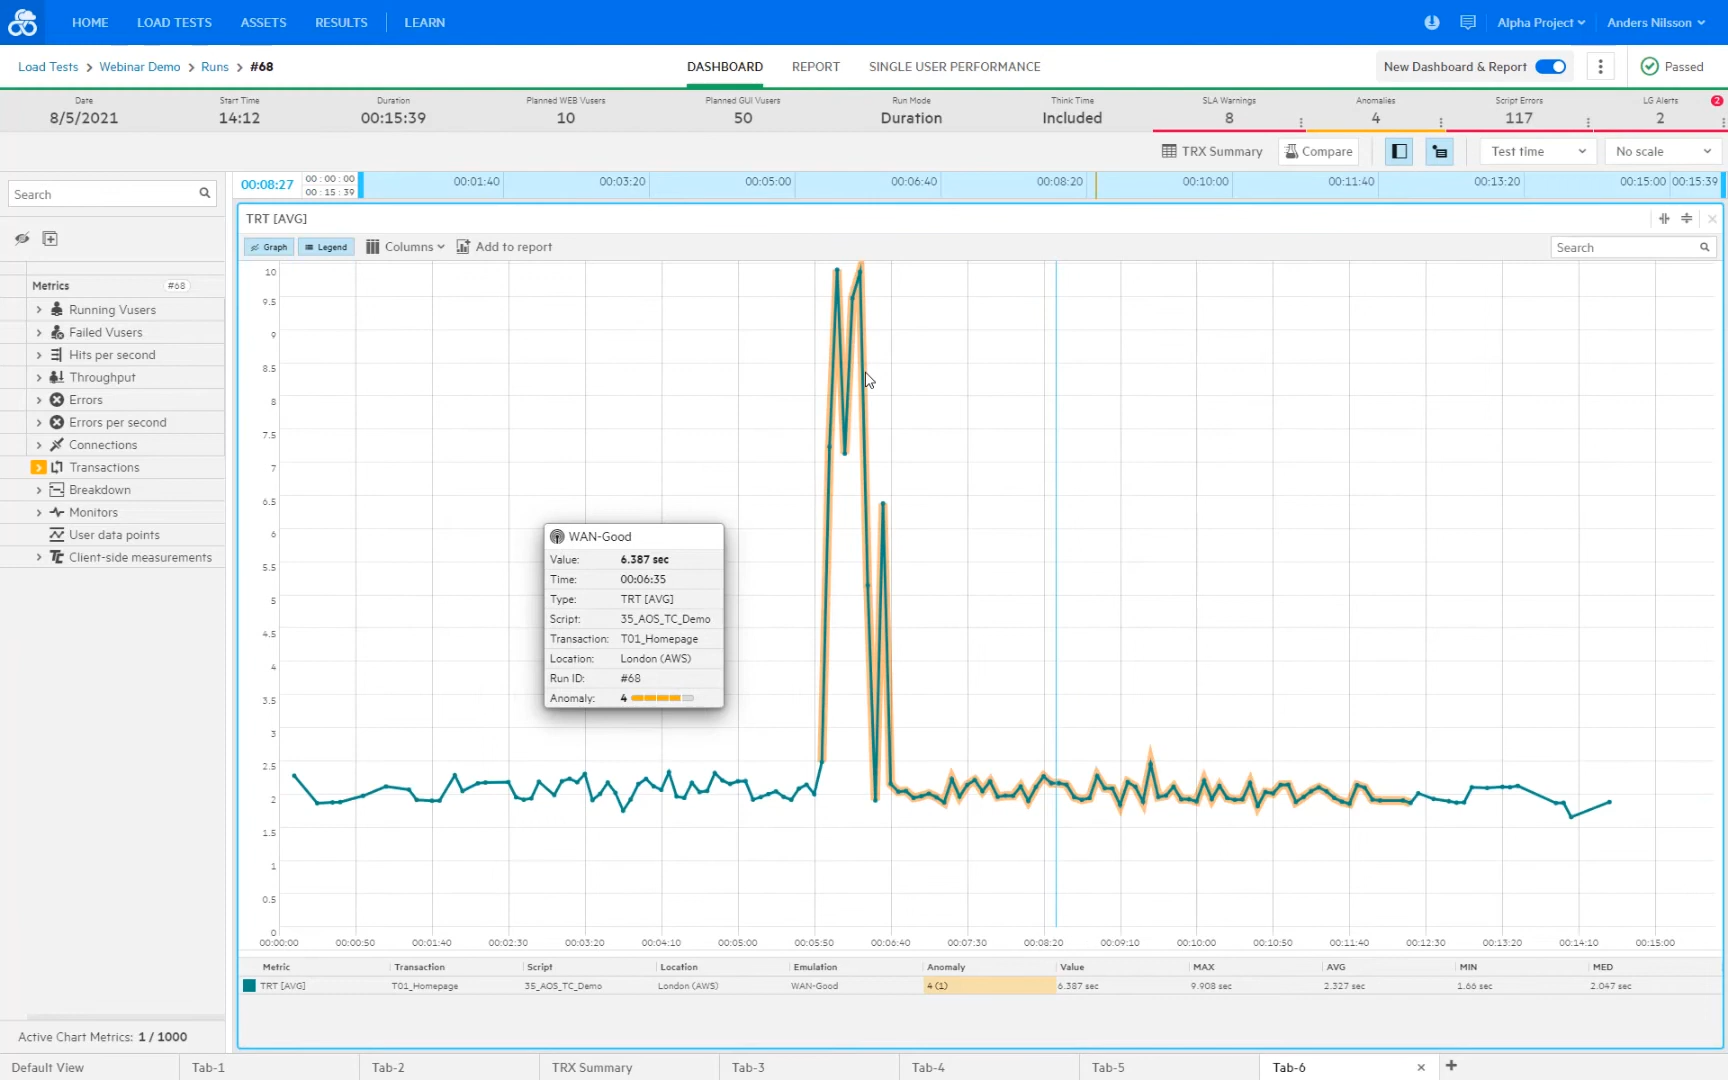 HOME LOAD TESTS ASSETS RESULTS LEARN Alpha Project Anders Nilsson
Load Tests > Webinar Demo > Runs > #68 DASHBOARD REPORT SINGLE USER PERFORMANCE New Dashboard & Report Passed
Date Start Time Duration Planned WEB Vusers Planned GUI Vusers Run Mode Think Time SLA Warnings Anomalies Script Errors LG Alerts 2
8/5/2021 14:12 00:15:39 10 50 Duration Included 8 4 117 2
TRX Summary Compare Test time No scale
Search
00:08:27 00:00:00 00:01:40 00:03:20 00:05:00 00:06:40 00:08:20 00:10:00 00:11:40 00:13:20 00:15:00 00:15:39
00:15:39
TRT [AVG]
Graph Legend Columns Add to report Search
Metrics #68
Running Vusers
Failed Vusers
Hits per second
Throughput
Errors
Errors per second
Connections
Transactions
Breakdown
Monitors
User data points
Client-side measurements
10
9.5
9
8.5
8
7.5
7
6.5
6
5.5
5
4.5
4
3.5
3
2.5
2
1.5
1
0.5
0
WAN-Good
Value: 6.387 sec
Time: 00:06:35
Type: TRT [AVG]
Script: 35_AOS_TC_Demo
Transaction: T01_Homepage
Location: London (AWS)
Run ID: #68
Anomaly: 4
00:00:00 00:00:50 00:01:40 00:02:30 00:03:20 00:04:10 00:05:00 00:05:50 00:06:40 00:07:30 00:08:20 00:09:10 00:10:00 00:10:50 00:11:40 00:12:30 00:13:20 00:14:10 00:15:00
Metric Transaction Script Location Emulation Anomaly Value MAX AVG MIN MED
TRT [AVG] T01_Homepage 35_AOS_TC_Demo London (AWS) WAN-Good 4 (1) 6.387 sec 9.908 sec 2.327 sec 1.66 sec 2.047 sec
Active Chart Metrics: 1 / 1000
Default View Tab-1 Tab-2 TRX Summary Tab-3 Tab-4 Tab-5 Tab-6